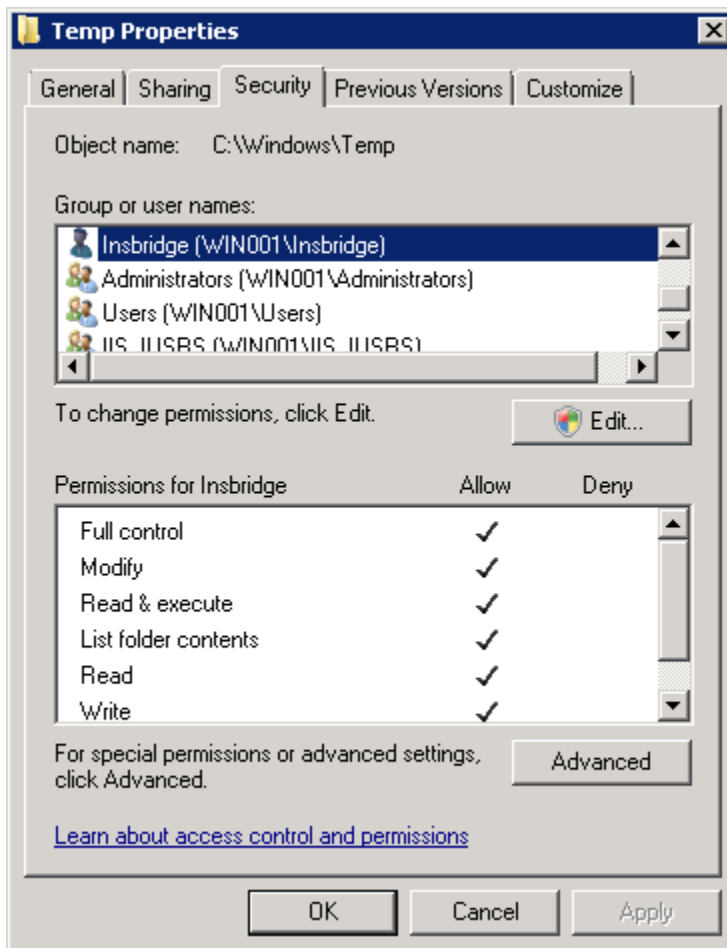 Temp Properties
General Sharing Security Previous Versions Customize
Object name: C:\Windows\Temp
Group or user names:
Insbridge (WIN001\Insbridge)
Administrators (WIN001\Administrators)
Users (WIN001\Users)
IIS_IUSRS (WIN001\IIS_IUSRS)
To change permissions, click Edit.
Edit...
Permissions for Insbridge Allow Deny
Full control
Modify
Read & execute
List folder contents
Read
Write
For special permissions or advanced settings,
click Advanced.
Advanced
Learn about access control and permissions
OK Cancel Apply